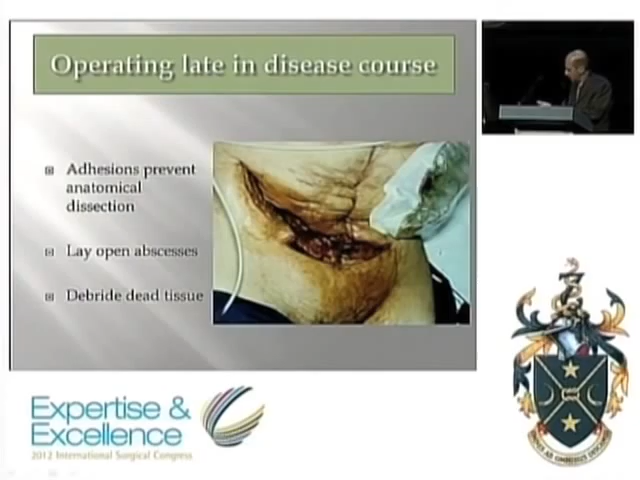 Operating late in disease course
Adhesions prevent
anatomical
dissection
Lay open abscesses
Debride dead tissue
Expertise &
Excellence
2012 International Surgical Congress